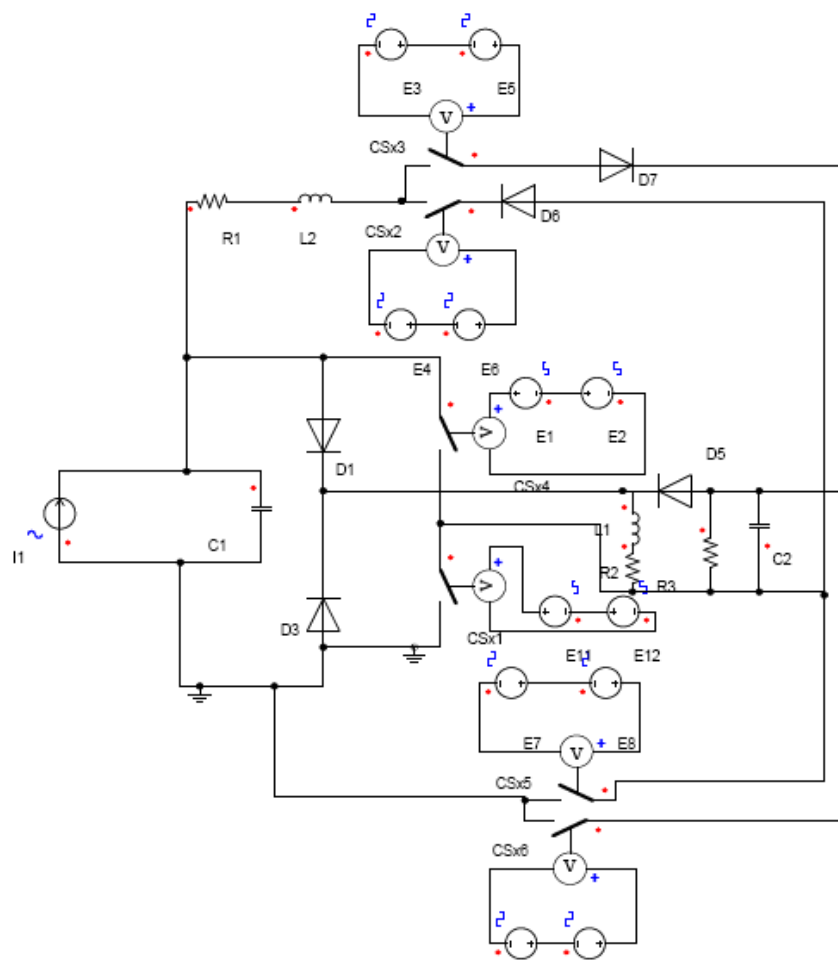 E3 E5
V
CSx3
D7
D6
R1 L2
CSx2
V
E4 E6
V
E1 E2
D1
D5
CSx4
I1
C1
L1
R2
R3
C2
V
D3
CSx1
E11 E12
E7 V E8
CSx5
CSx6
V